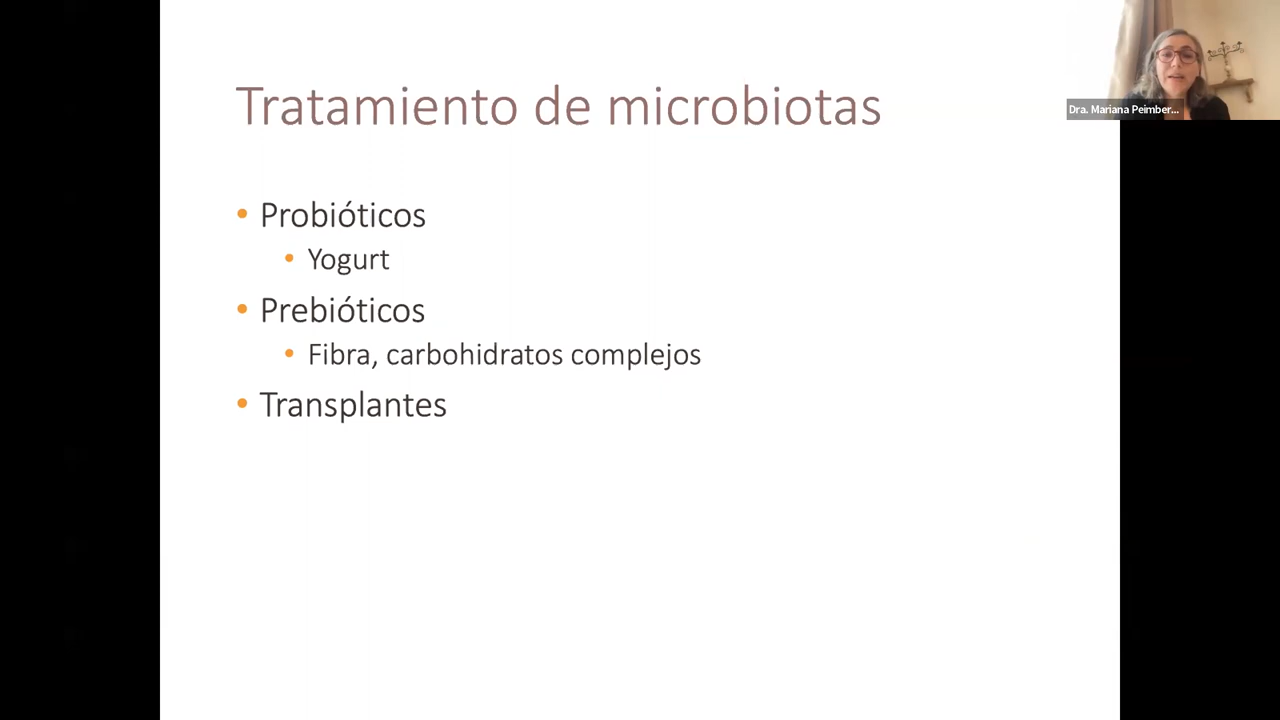 Tratamiento de microbiotas
Dra. Mariana Peimber...
• Probióticos
• Yogurt
• Prebióticos
• Fibra, carbohidratos complejos
• Transplantes